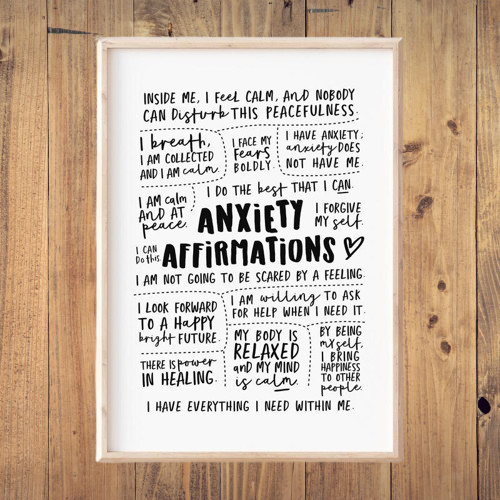 INSIDE ME, I FEEL CALM, AND NOBODY
CAN DISTURB THIS PEACEFULNESS.
I breath,
I AM COLLECTED
AND I AM calm.
I FACE MY
FEARS
BOLDLY.
I HAVE ANXIETY;
anxiety DOES
NOT HAVE ME.
I DO THE best THAT I CAN.
I AM calm
AND AT
peace.
ANXIETY
AFFIRMATIONS
I FORGIVE
MY self.
I CAN
Do this.
I AM NOT GOING TO BE SCARED BY A FEELING.
I LOOK FORWARD
TO A HAPPY
bright FUTURE.
I AM willing TO ASK
FOR HELP WHEN I NEED IT.
THERE IS power
IN HEALING.
MY BODY IS
RELAXED
and MY MIND
is calm.
BY BEING
myself,
I BRING
HAPPINESS
TO OTHER
people.
I HAVE EVERYTHING I NEED WITHIN ME.